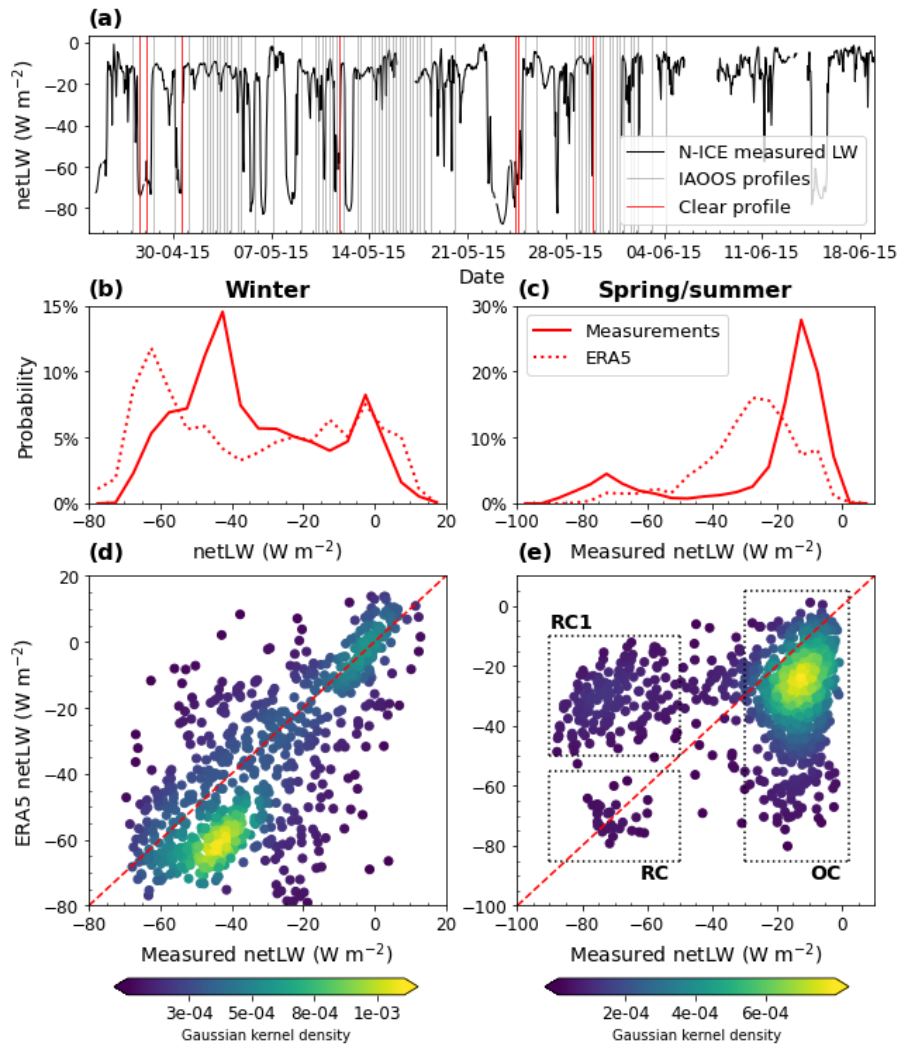 (a)
netLW (W m⁻²)
0
−20
−40
−60
−80
N-ICE measured LW
IAOOS profiles
Clear profile
30-04-15 07-05-15 14-05-15 21-05-15 28-05-15 04-06-15 11-06-15 18-06-15
Date
(b) Winter
Probability
15%
10%
5%
0%
−80 −60 −40 −20 0 20
netLW (W m⁻²)
(c) Spring/summer
30%
20%
10%
0%
Measurements
ERA5
−100 −80 −60 −40 −20 0
Measured netLW (W m⁻²)
(d)
ERA5 netLW (W m⁻²)
20
0
−20
−40
−60
−80
−80 −60 −40 −20 0 20
Measured netLW (W m⁻²)
3e-04 5e-04 8e-04 1e-03
Gaussian kernel density
(e)
0
−20
−40
−60
−80
−100
RC1
RC
OC
−100 −80 −60 −40 −20 0
Measured netLW (W m⁻²)
2e-04 4e-04 6e-04
Gaussian kernel density